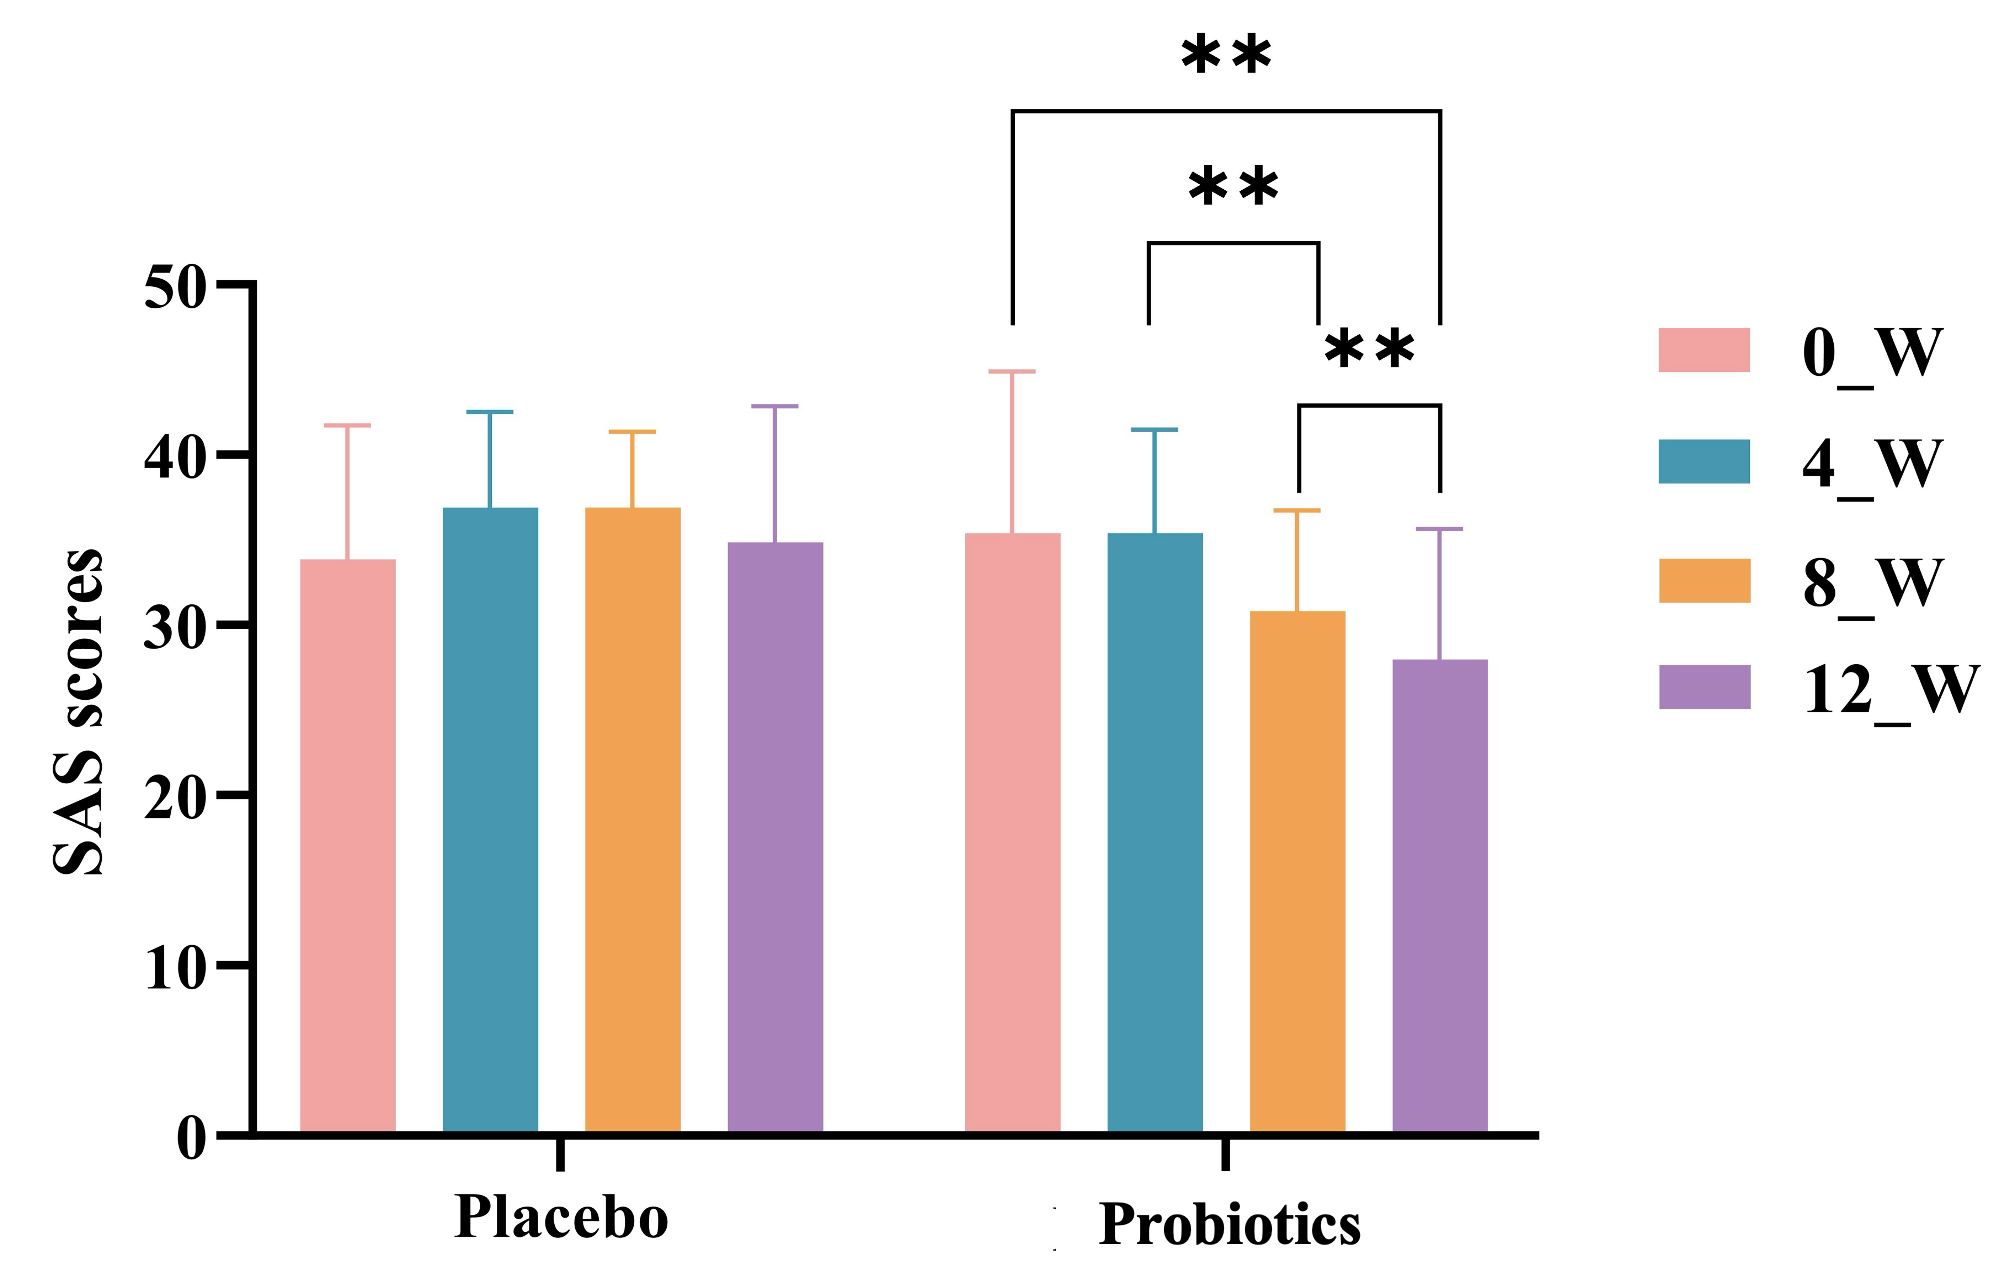 **
**
**
50
40
30
20
10
0
SAS scores
Placebo
Probiotics
0_W
4_W
8_W
12_W